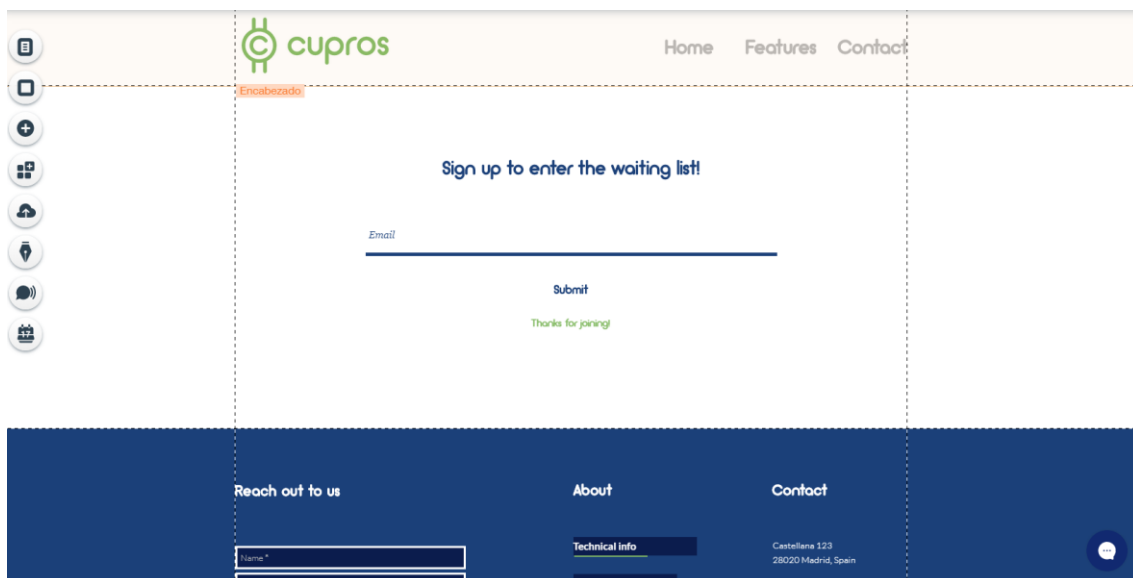 cupros
Home Features Contact
Encabezado
Sign up to enter the waiting list!
Email
Submit
Thanks for joining!
Reach out to us
About
Contact
Name *
Technical info
Castellana 123
28020 Madrid, Spain